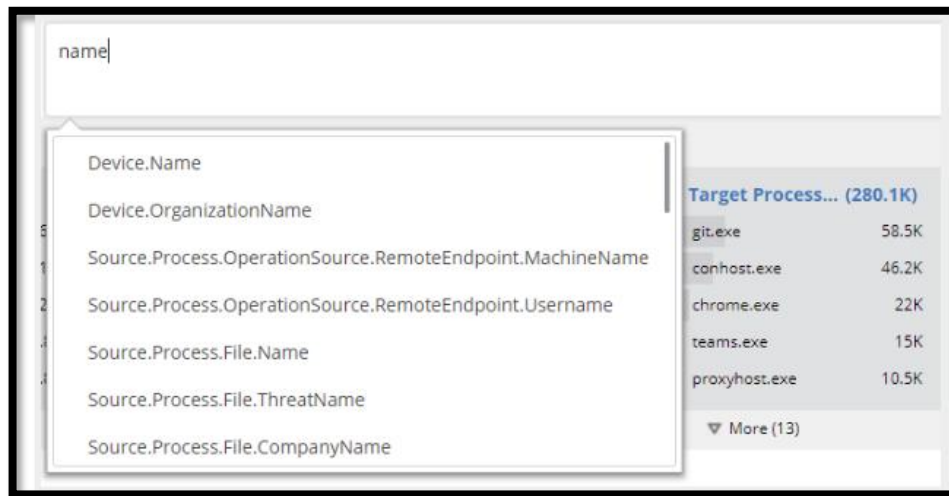 name
Device.Name
Device.OrganizationName
Source.Process.OperationSource.RemoteEndpoint.MachineName
Source.Process.OperationSource.RemoteEndpoint.Username
Source.Process.File.Name
Source.Process.File.ThreatName
Source.Process.File.CompanyName
Target Process... (280.1K)
git.exe 58.5K
conhost.exe 46.2K
chrome.exe 22K
teams.exe 15K
proxyhost.exe 10.5K
More (13)